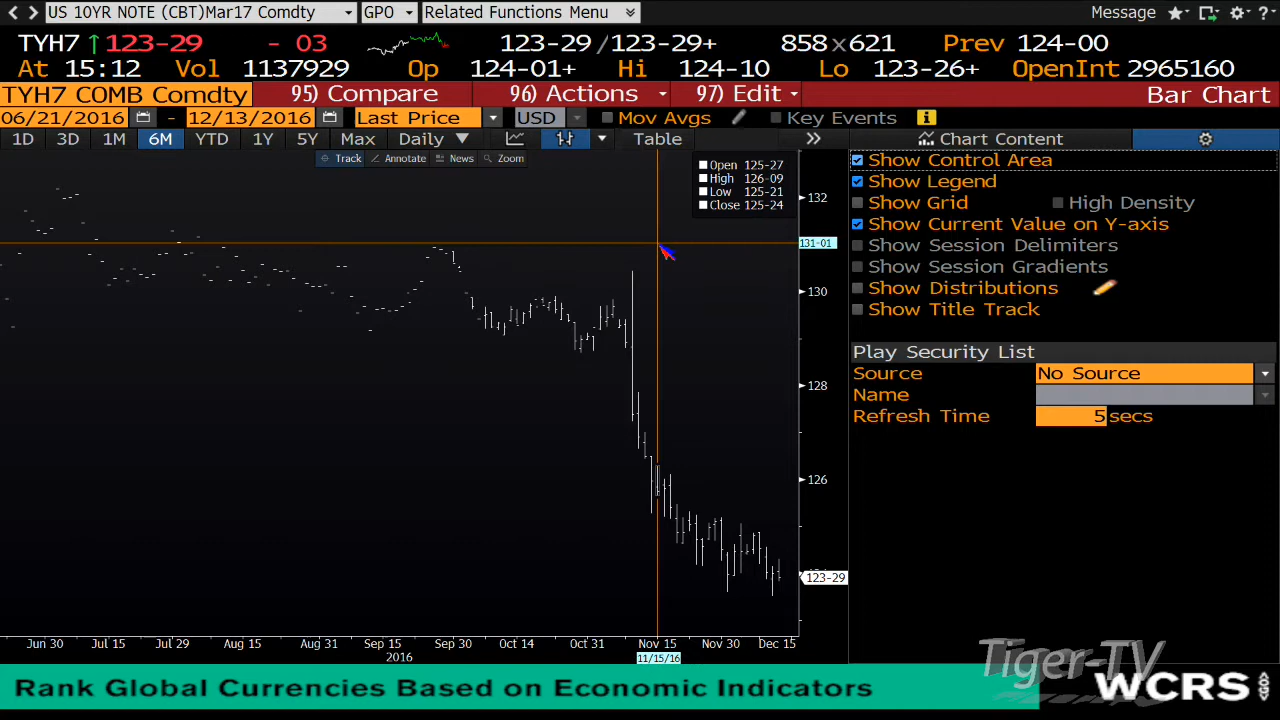 US 10YR NOTE (CBT)Mar17 Comdty GPO Related Functions Menu Message ?
TYH7 ↑123-29 - 03 123-29 /123-29+ 858x621 Prev 124-00
At 15:12 Vol 1137929 Op 124-01+ Hi 124-10 Lo 123-26+ OpenInt 2965160
TYH7 COMB Comdty 95) Compare 96) Actions 97) Edit Bar Chart
06/21/2016 - 12/13/2016 Last Price USD Mov Avgs Key Events i
1D 3D 1M 6M YTD 1Y 5Y Max Daily ▼ Table » Chart Content
Track Annotate News Zoom
Open 125-27
High 126-09
Low 125-21
Close 125-24
132
131-01
130
128
126
123-29
Jun 30 Jul 15 Jul 29 Aug 15 Aug 31 Sep 15 Sep 30 Oct 14 Oct 31 Nov 15 Nov 30 Dec 15
2016 11/15/16
Show Control Area
Show Legend
Show Grid High Density
Show Current Value on Y-axis
Show Session Delimiters
Show Session Gradients
Show Distributions
Show Title Track
Play Security List
Source No Source
Name
Refresh Time 5 secs
Tiger-TV
Rank Global Currencies Based on Economic Indicators WCRS GO